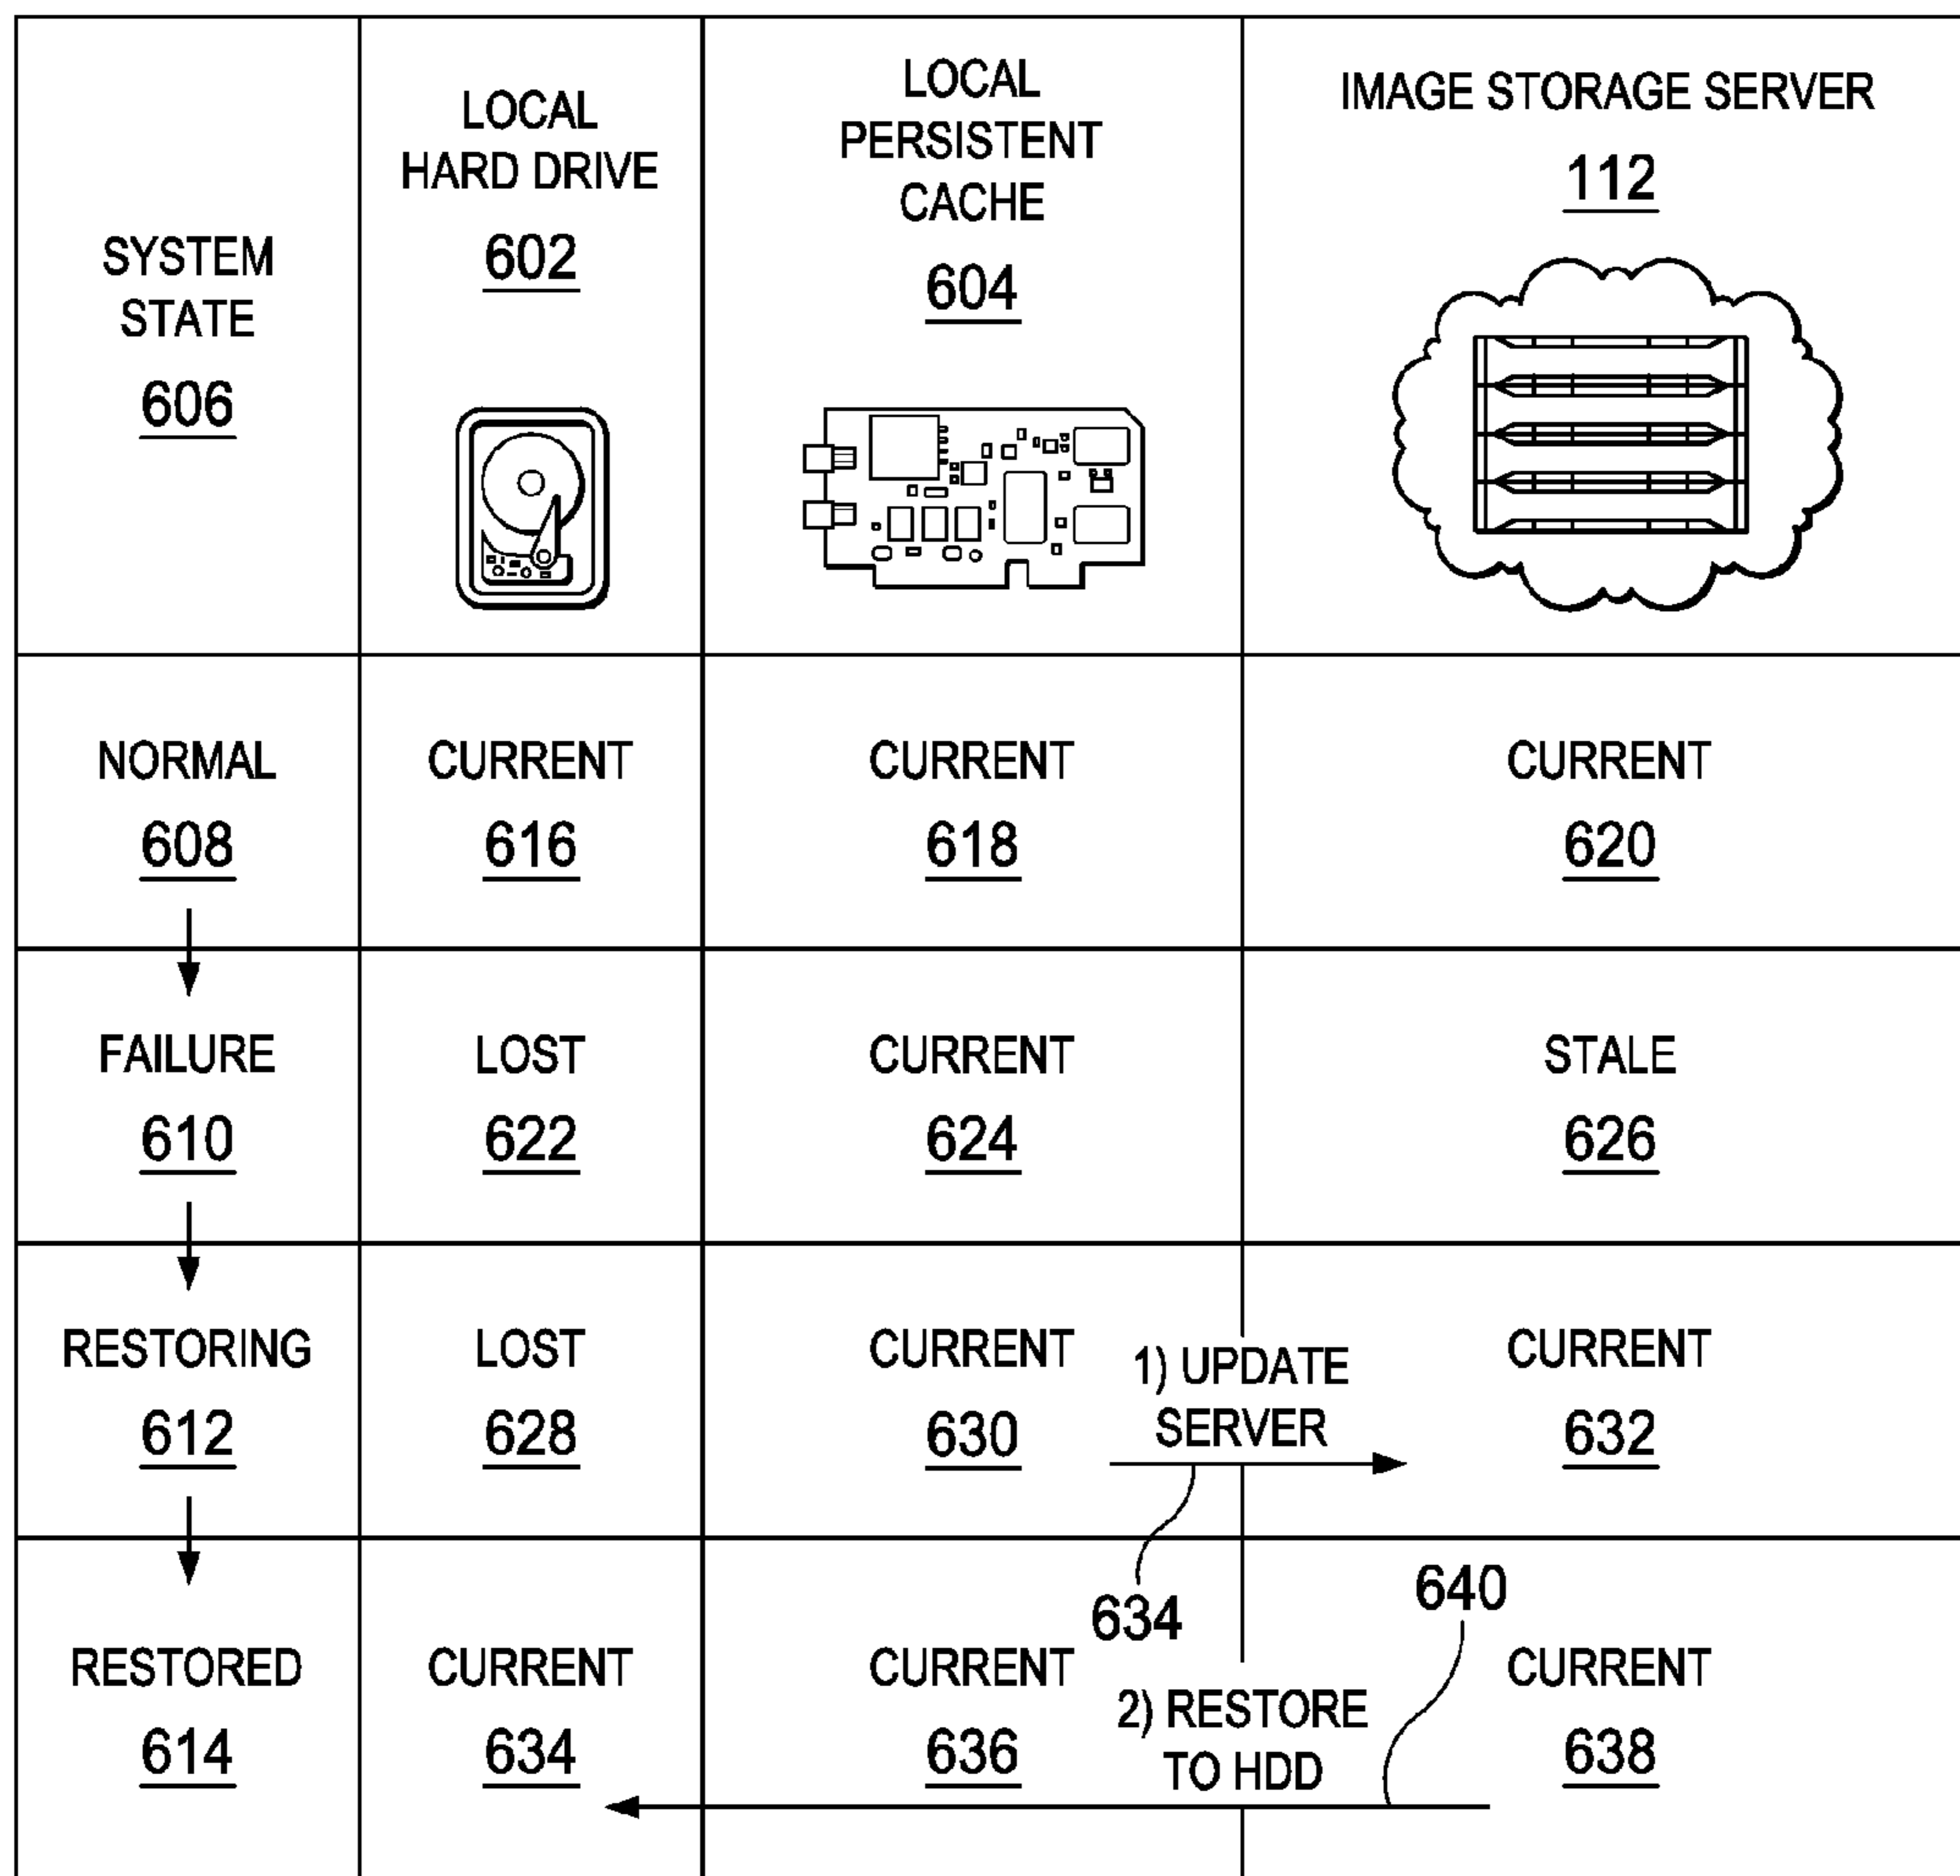 SYSTEM
STATE
606
LOCAL
HARD DRIVE
602
LOCAL
PERSISTENT
CACHE
604
IMAGE STORAGE SERVER
112
NORMAL
608
CURRENT
616
CURRENT
618
CURRENT
620
FAILURE
610
LOST
622
CURRENT
624
STALE
626
RESTORING
612
LOST
628
CURRENT
630
1) UPDATE
SERVER
634
CURRENT
632
RESTORED
614
CURRENT
634
CURRENT
636
2) RESTORE
TO HDD
640
CURRENT
638